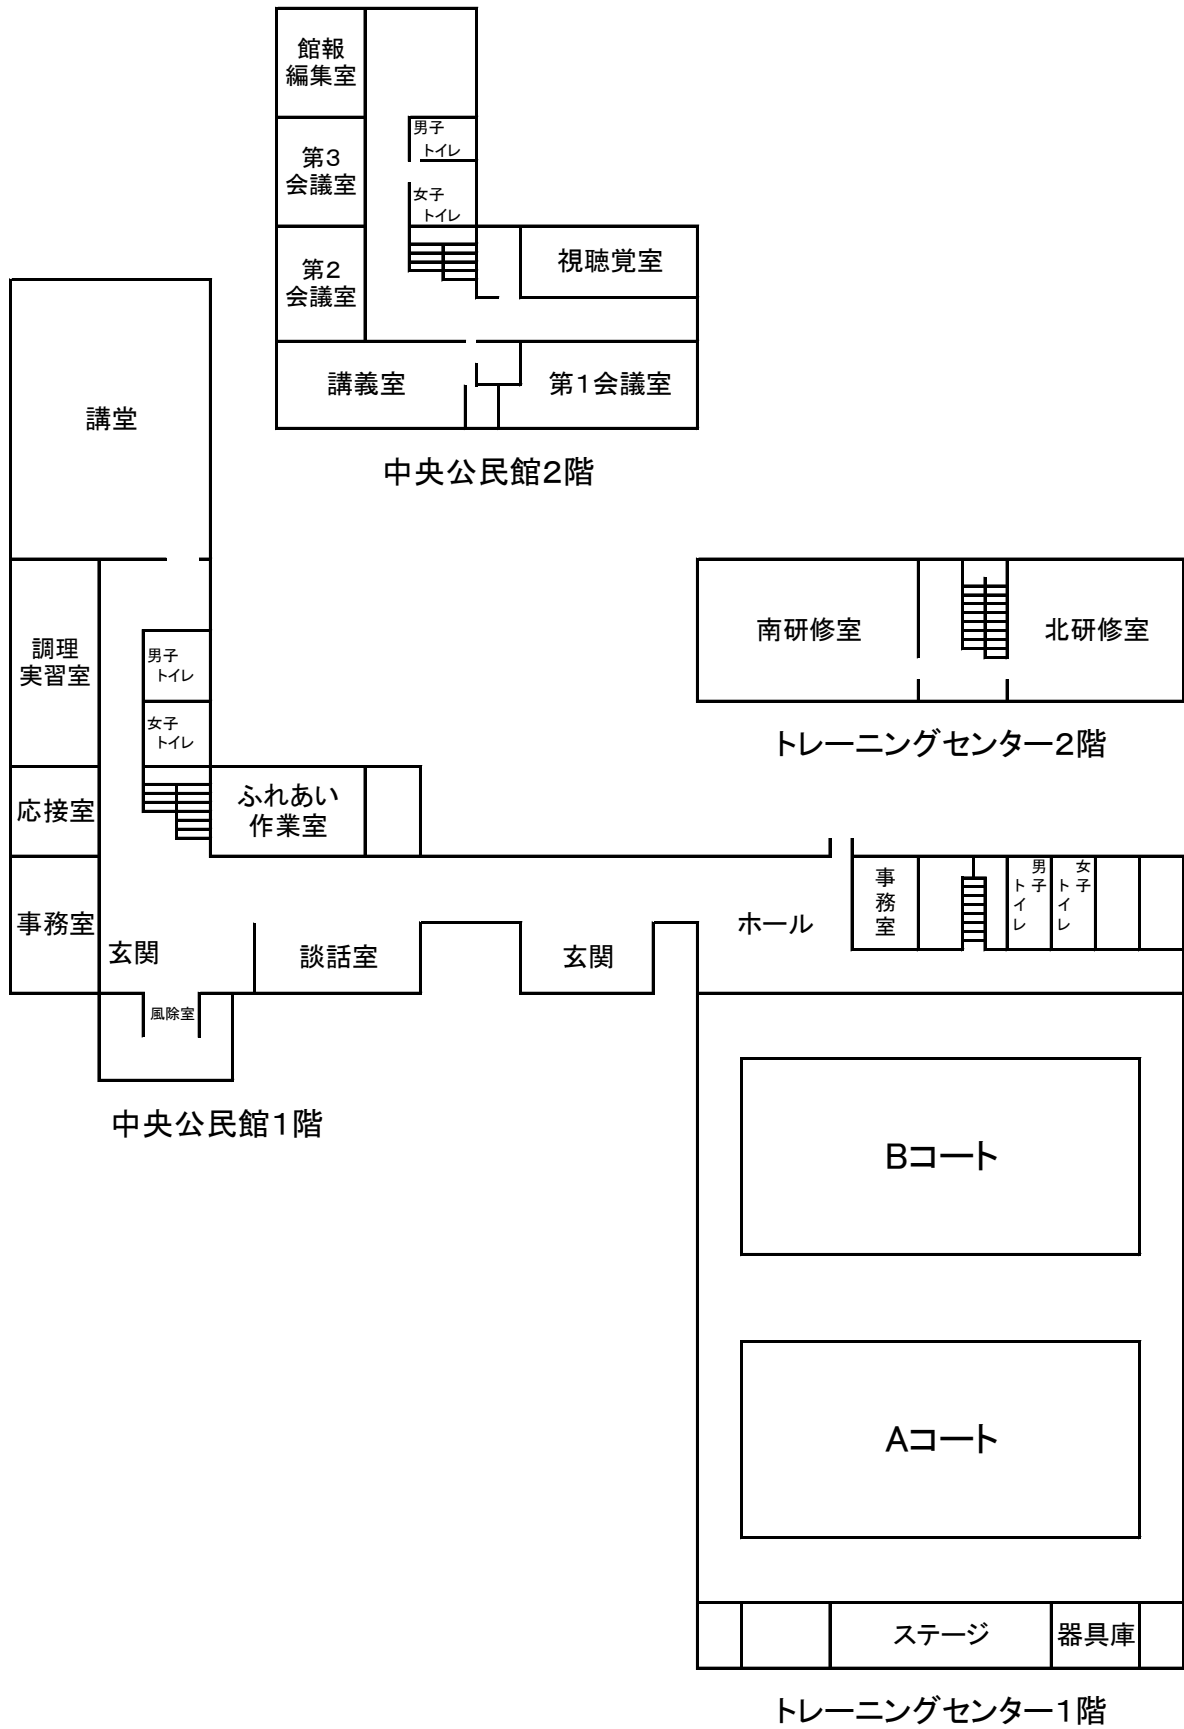 館報
編集室
第3
会議室
男子
トイレ
女子
トイレ
第2
会議室
視聴覚室
講義室
第1会議室
中央公民館2階
講堂
調理
実習室
男子
トイレ
女子
トイレ
応接室
ふれあい
作業室
事務室
玄関
談話室
風除室
玄関
ホール
中央公民館1階
南研修室
北研修室
トレーニングセンター2階
事務室
男子
トイレ
女子
トイレ
Bコート
Aコート
ステージ
器具庫
トレーニングセンター1階